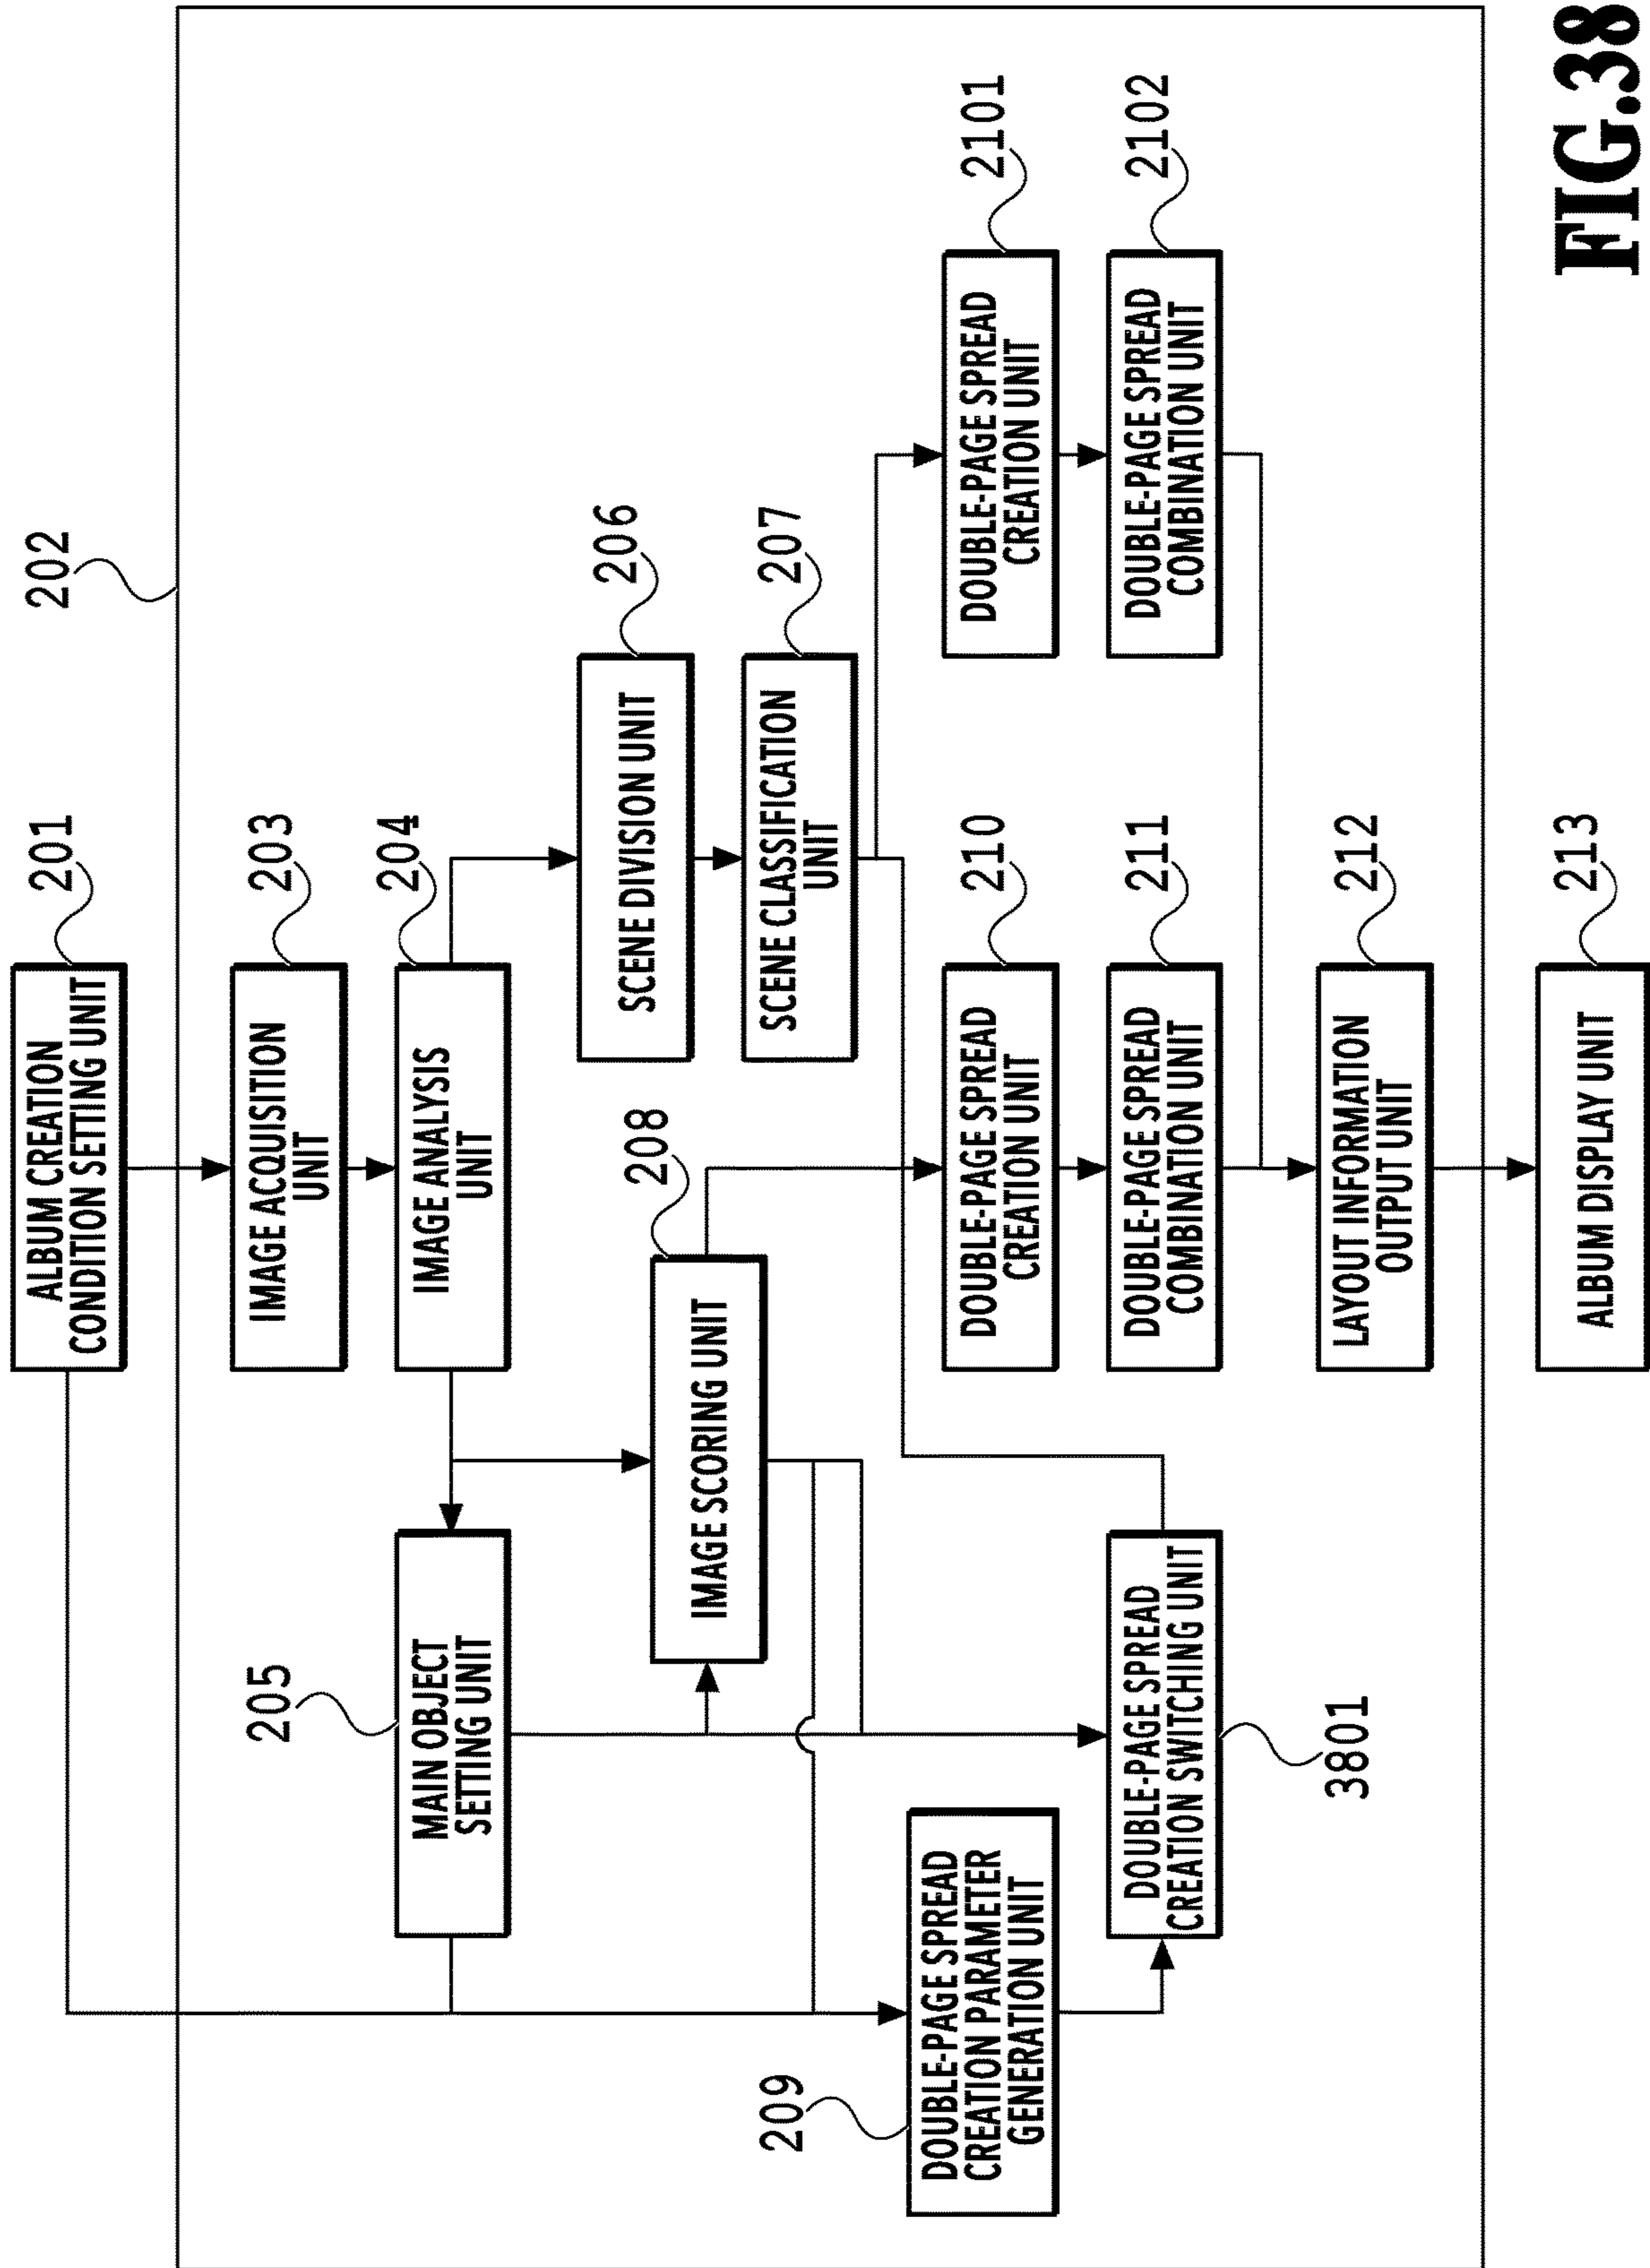 201
ALBUM CREATION
CONDITION SETTING UNIT
202
203
IMAGE ACQUISITION
UNIT
204
IMAGE ANALYSIS
UNIT
205
MAIN OBJECT
SETTING UNIT
206
SCENE DIVISION UNIT
208
IMAGE SCORING UNIT
207
SCENE CLASSIFICATION
UNIT
209
DOUBLE-PAGE SPREAD
CREATION PARAMETER
GENERATION UNIT
210
DOUBLE-PAGE SPREAD
CREATION UNIT
2101
DOUBLE-PAGE SPREAD
CREATION UNIT
3801
DOUBLE-PAGE SPREAD
CREATION SWITCHING UNIT
211
DOUBLE-PAGE SPREAD
COMBINATION UNIT
2102
DOUBLE-PAGE SPREAD
COMBINATION UNIT
212
LAYOUT INFORMATION
OUTPUT UNIT
213
ALBUM DISPLAY UNIT
FIG.38